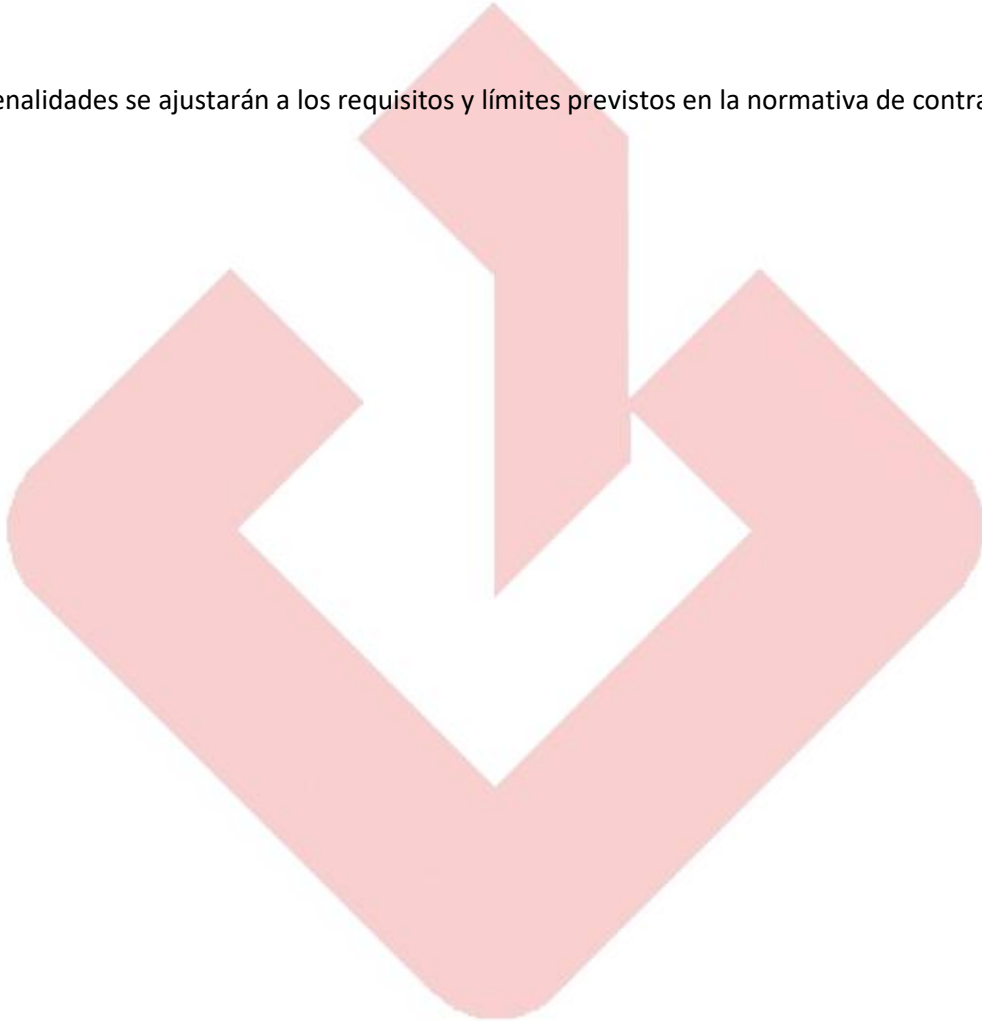 enalidades se ajustarán a los requisitos y límites previstos en la normativa de contra